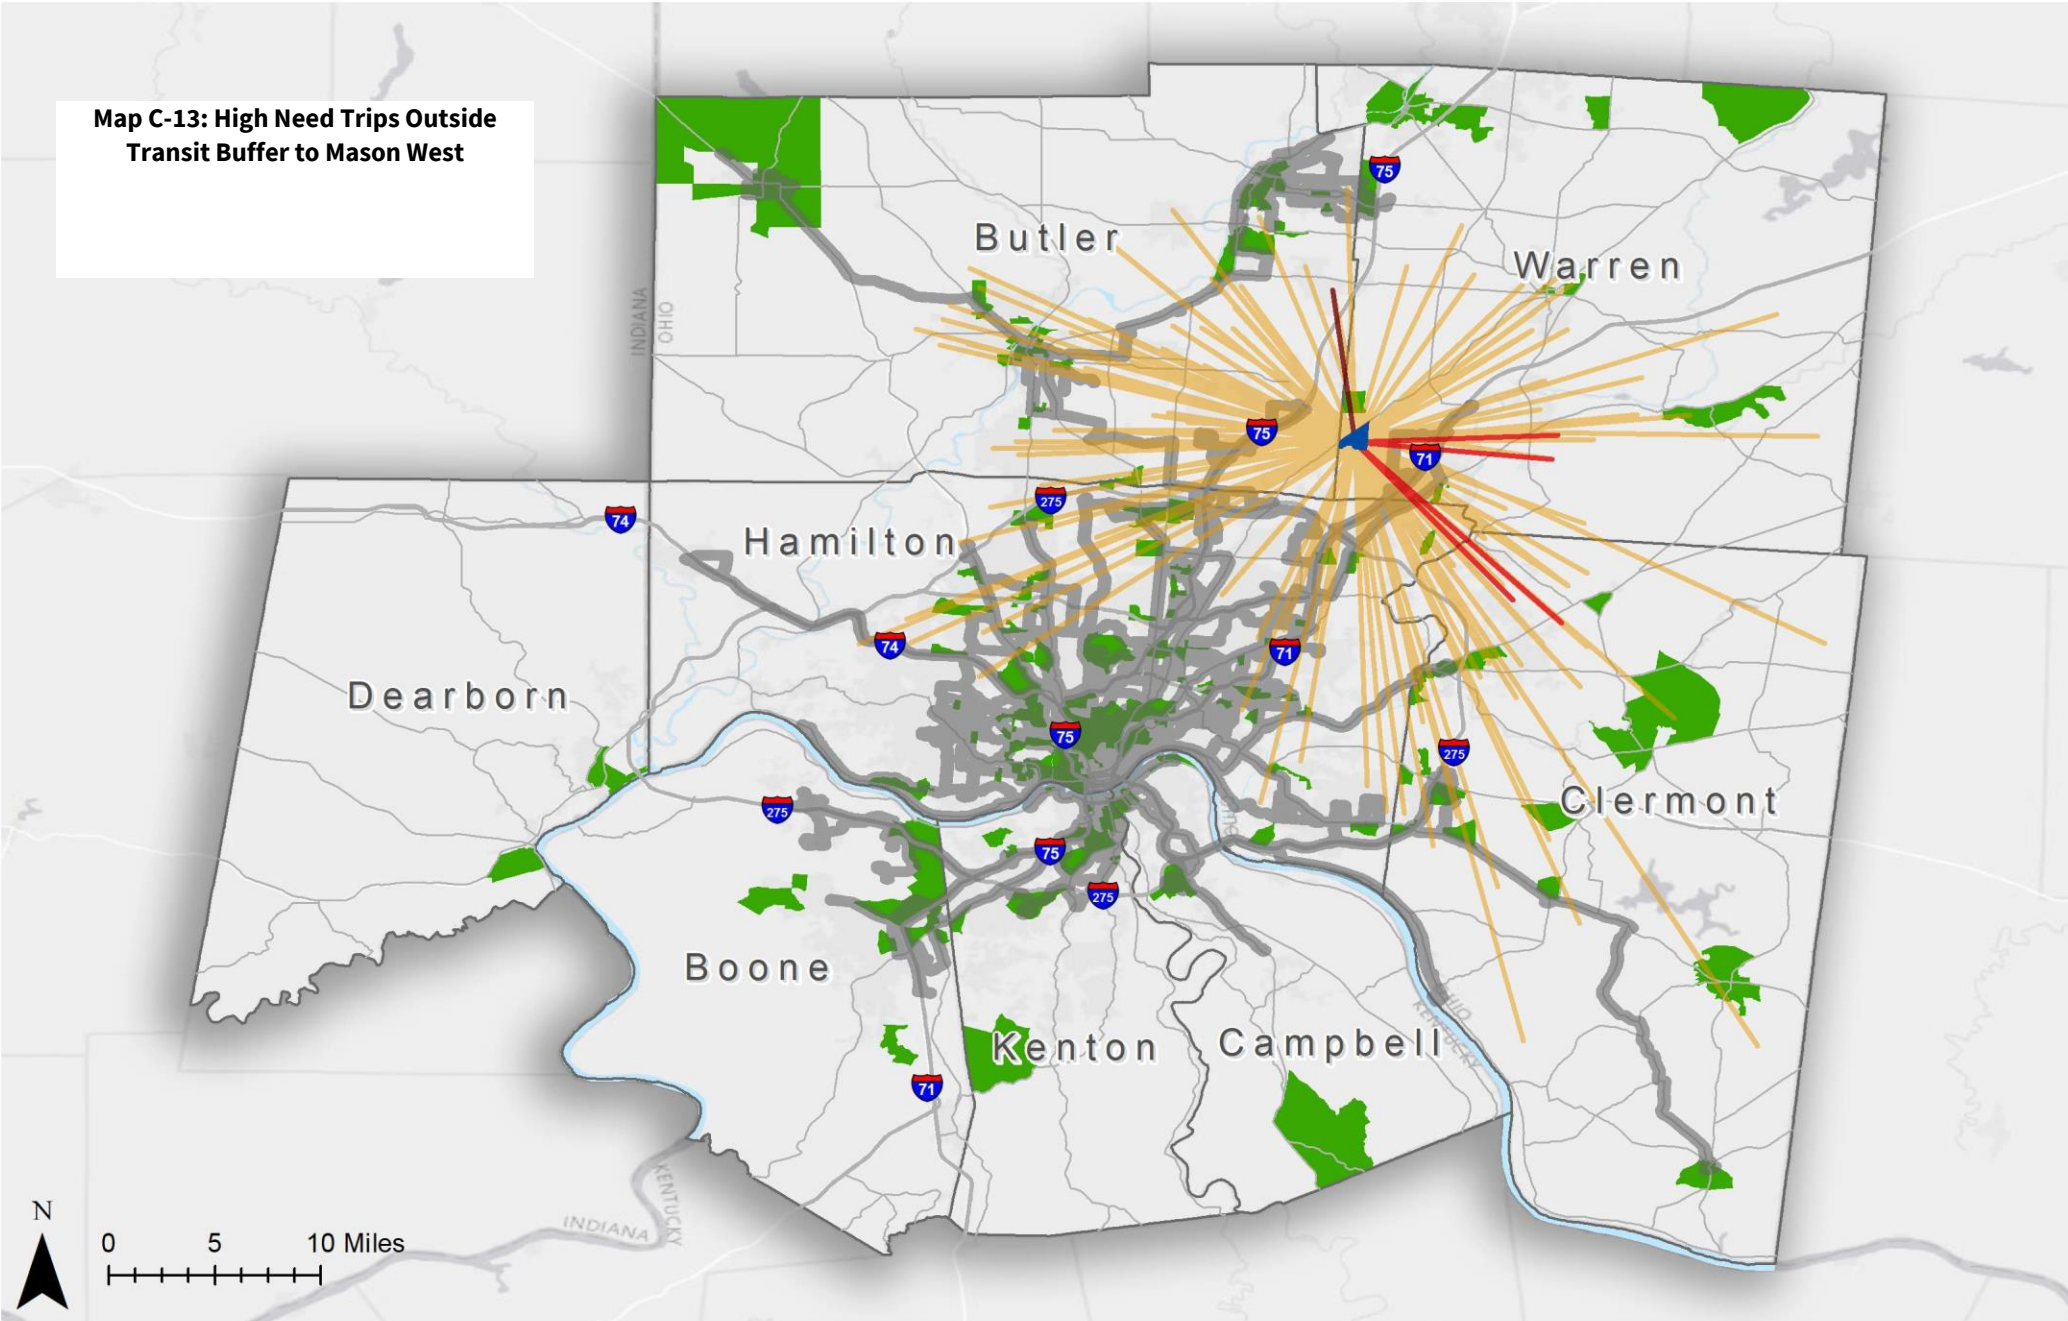 Map C-13: High Need Trips Outside
Transit Buffer to Mason West
75
Butler
Warren
INDIANA
OHIO
75
71
275
74
Hamilton
74
71
Dearborn
75
275
275
Clermont
75
275
Boone
OHIO
KENTUCKY
Kenton
Campbell
71
KENTUCKY
INDIANA
N
0 5 10 Miles